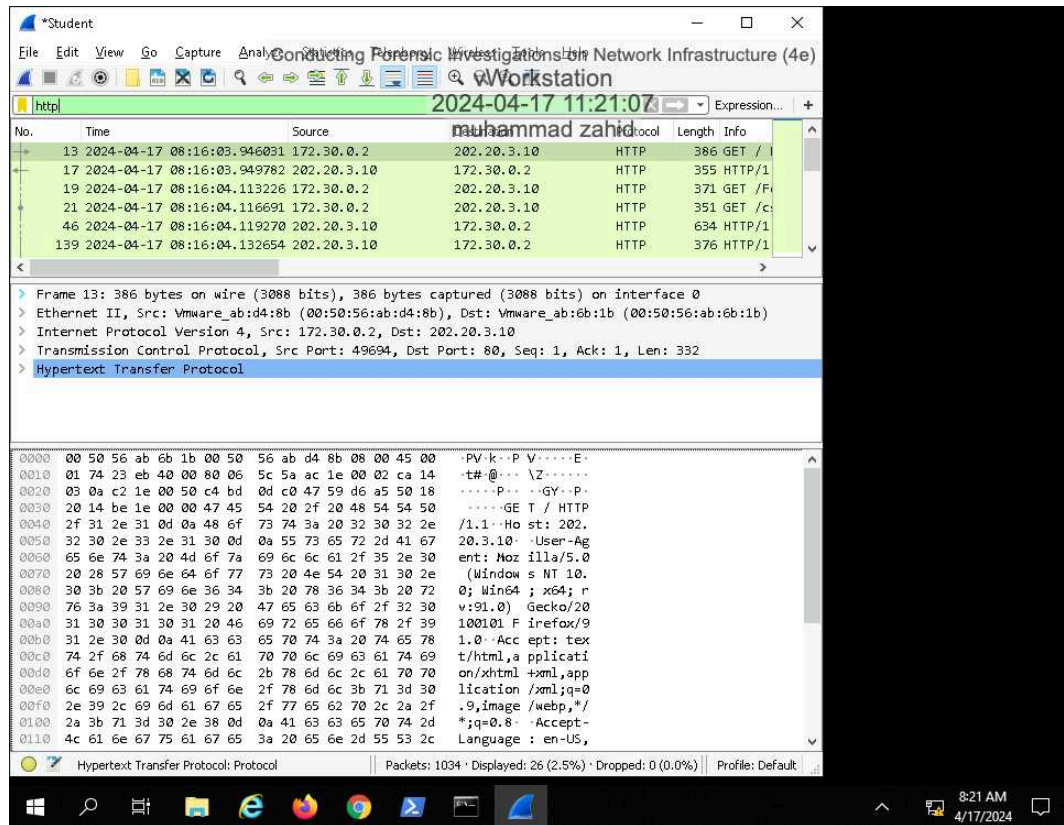 *Student
File Edit View Go Capture Analyze Statistics Telephony Wireless Tools Help
Conducting Forensic Investigations on Network Infrastructure (4e)
vWorkstation
2024-04-17 11:21:07
muhammad zahid
http
Expression... +
No. Time Source Destination Protocol Length Info
13 2024-04-17 08:16:03.946031 172.30.0.2 202.20.3.10 HTTP 386 GET /
17 2024-04-17 08:16:03.949782 202.20.3.10 172.30.0.2 HTTP 355 HTTP/1
19 2024-04-17 08:16:04.113226 172.30.0.2 202.20.3.10 HTTP 371 GET /F
21 2024-04-17 08:16:04.116691 172.30.0.2 202.20.3.10 HTTP 351 GET /c
46 2024-04-17 08:16:04.119270 202.20.3.10 172.30.0.2 HTTP 634 HTTP/1
139 2024-04-17 08:16:04.132654 202.20.3.10 172.30.0.2 HTTP 376 HTTP/1
> Frame 13: 386 bytes on wire (3088 bits), 386 bytes captured (3088 bits) on interface 0
> Ethernet II, Src: Vmware_ab:d4:8b (00:50:56:ab:d4:8b), Dst: Vmware_ab:6b:1b (00:50:56:ab:6b:1b)
> Internet Protocol Version 4, Src: 172.30.0.2, Dst: 202.20.3.10
> Transmission Control Protocol, Src Port: 49694, Dst Port: 80, Seq: 1, Ack: 1, Len: 332
> Hypertext Transfer Protocol
0000 00 50 56 ab 6b 1b 00 50 56 ab d4 8b 08 00 45 00 ·PV·k··P V·····E·
0010 01 74 23 eb 40 00 80 06 5c 5a ac 1e 00 02 ca 14 ·t#·@··· \Z······
0020 03 0a c2 1e 00 50 c4 bd 0d c0 47 59 d6 a5 50 18 ·····P·· ··GY··P·
0030 20 14 be 1e 00 00 47 45 54 20 2f 20 48 54 54 50 ·····GE T / HTTP
0040 2f 31 2e 31 0d 0a 48 6f 73 74 3a 20 32 30 32 2e /1.1··Ho st: 202.
0050 32 30 2e 33 2e 31 30 0d 0a 55 73 65 72 2d 41 67 20.3.10· ·User-Ag
0060 65 6e 74 3a 20 4d 6f 7a 69 6c 6c 61 2f 35 2e 30 ent: Moz illa/5.0
0070 20 28 57 69 6e 64 6f 77 73 20 4e 54 20 31 30 2e (Window s NT 10.
0080 30 3b 20 57 69 6e 36 34 3b 20 78 36 34 3b 20 72 0; Win64 ; x64; r
0090 76 3a 39 31 2e 30 29 20 47 65 63 6b 6f 2f 32 30 v:91.0) Gecko/20
00a0 31 30 30 31 30 31 20 46 69 72 65 66 6f 78 2f 39 100101 F irefox/9
00b0 31 2e 30 0d 0a 41 63 63 65 70 74 3a 20 74 65 78 1.0··Acc ept: tex
00c0 74 2f 68 74 6d 6c 2c 61 70 70 6c 69 63 61 74 69 t/html,a pplicati
00d0 6f 6e 2f 78 68 74 6d 6c 2b 78 6d 6c 2c 61 70 70 on/xhtml +xml,app
00e0 6c 69 63 61 74 69 6f 6e 2f 78 6d 6c 3b 71 3d 30 lication /xml;q=0
00f0 2e 39 2c 69 6d 61 67 65 2f 77 65 62 70 2c 2a 2f .9,image /webp,*/
0100 2a 3b 71 3d 30 2e 38 0d 0a 41 63 63 65 70 74 2d *;q=0.8· ·Accept-
0110 4c 61 6e 67 75 61 67 65 3a 20 65 6e 2d 55 53 2c Language : en-US,
Hypertext Transfer Protocol: Protocol Packets: 1034 · Displayed: 26 (2.5%) · Dropped: 0 (0.0%) Profile: Default
8:21 AM
4/17/2024